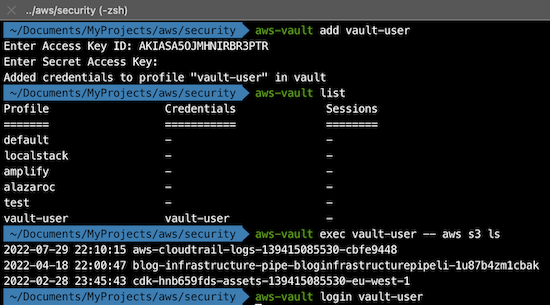 ../aws/security (-zsh)
~/Documents/MyProjects/aws/security aws-vault add vault-user
Enter Access Key ID: AKIASA5OJMHNIRBR3PTR
Enter Secret Access Key:
Added credentials to profile "vault-user" in vault
~/Documents/MyProjects/aws/security aws-vault list
Profile Credentials Sessions
======= =========== ========
default - -
localstack - -
amplify - -
alazaroc - -
test - -
vault-user vault-user -
~/Documents/MyProjects/aws/security aws-vault exec vault-user -- aws s3 ls
2022-07-29 22:10:15 aws-cloudtrail-logs-139415085530-cbfe9448
2022-04-18 22:00:47 blog-infrastructure-pipe-bloginfrastructurepipeli-1u87b4zm1cbak
2022-02-28 23:45:43 cdk-hnb659fds-assets-139415085530-eu-west-1
~/Documents/MyProjects/aws/security aws-vault login vault-user